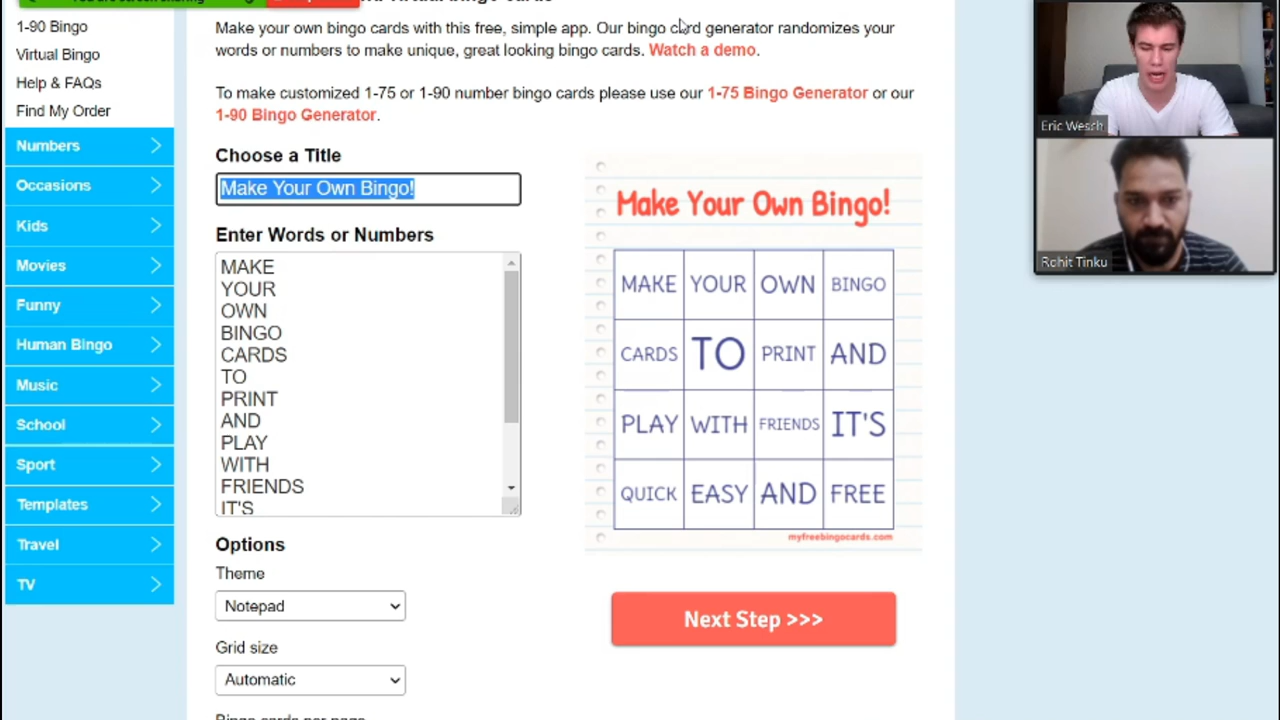 1-90 Bingo
Virtual Bingo
Help & FAQs
Find My Order
Numbers
Occasions
Kids
Movies
Funny
Human Bingo
Music
School
Sport
Templates
Travel
TV
Make your own bingo cards with this free, simple app. Our bingo card generator randomizes your
words or numbers to make unique, great looking bingo cards. Watch a demo.
To make customized 1-75 or 1-90 number bingo cards please use our 1-75 Bingo Generator or our
1-90 Bingo Generator.
Choose a Title
Make Your Own Bingo!
Enter Words or Numbers
MAKE
YOUR
OWN
BINGO
CARDS
TO
PRINT
AND
PLAY
WITH
FRIENDS
IT'S
Options
Theme
Notepad
Grid size
Automatic
Bingo cards per page
Make Your Own Bingo!
MAKE YOUR OWN BINGO
CARDS TO PRINT AND
PLAY WITH FRIENDS IT'S
QUICK EASY AND FREE
myfreebingocards.com
Next Step >>>
Eric Wesch
Rohit Tinku